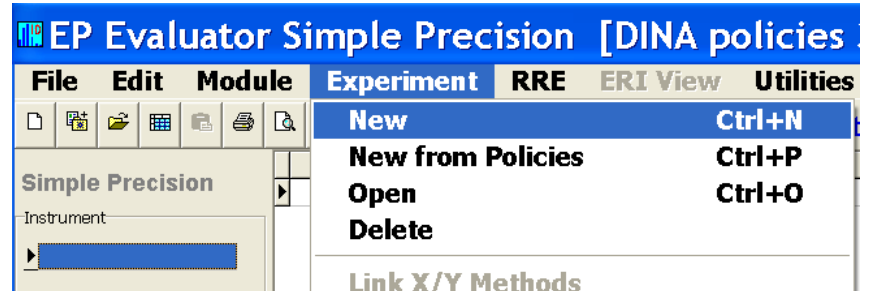 EP Evaluator Simple Precision [DINA policies
File Edit Module Experiment RRE ERI View Utilities
New Ctrl+N
New from Policies Ctrl+P
Simple Precision
Open Ctrl+O
Instrument
Delete
Link X/Y Methods